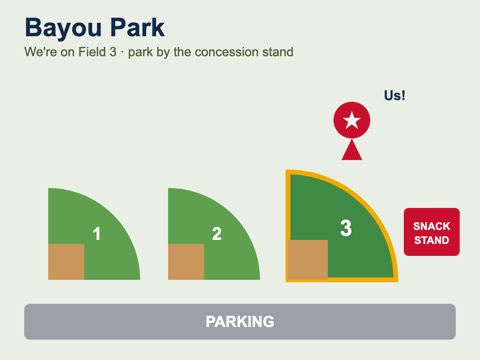 Bayou Park
We're on Field 3 · park by the concession stand
Us!
1
2
3
SNACK
STAND
PARKING